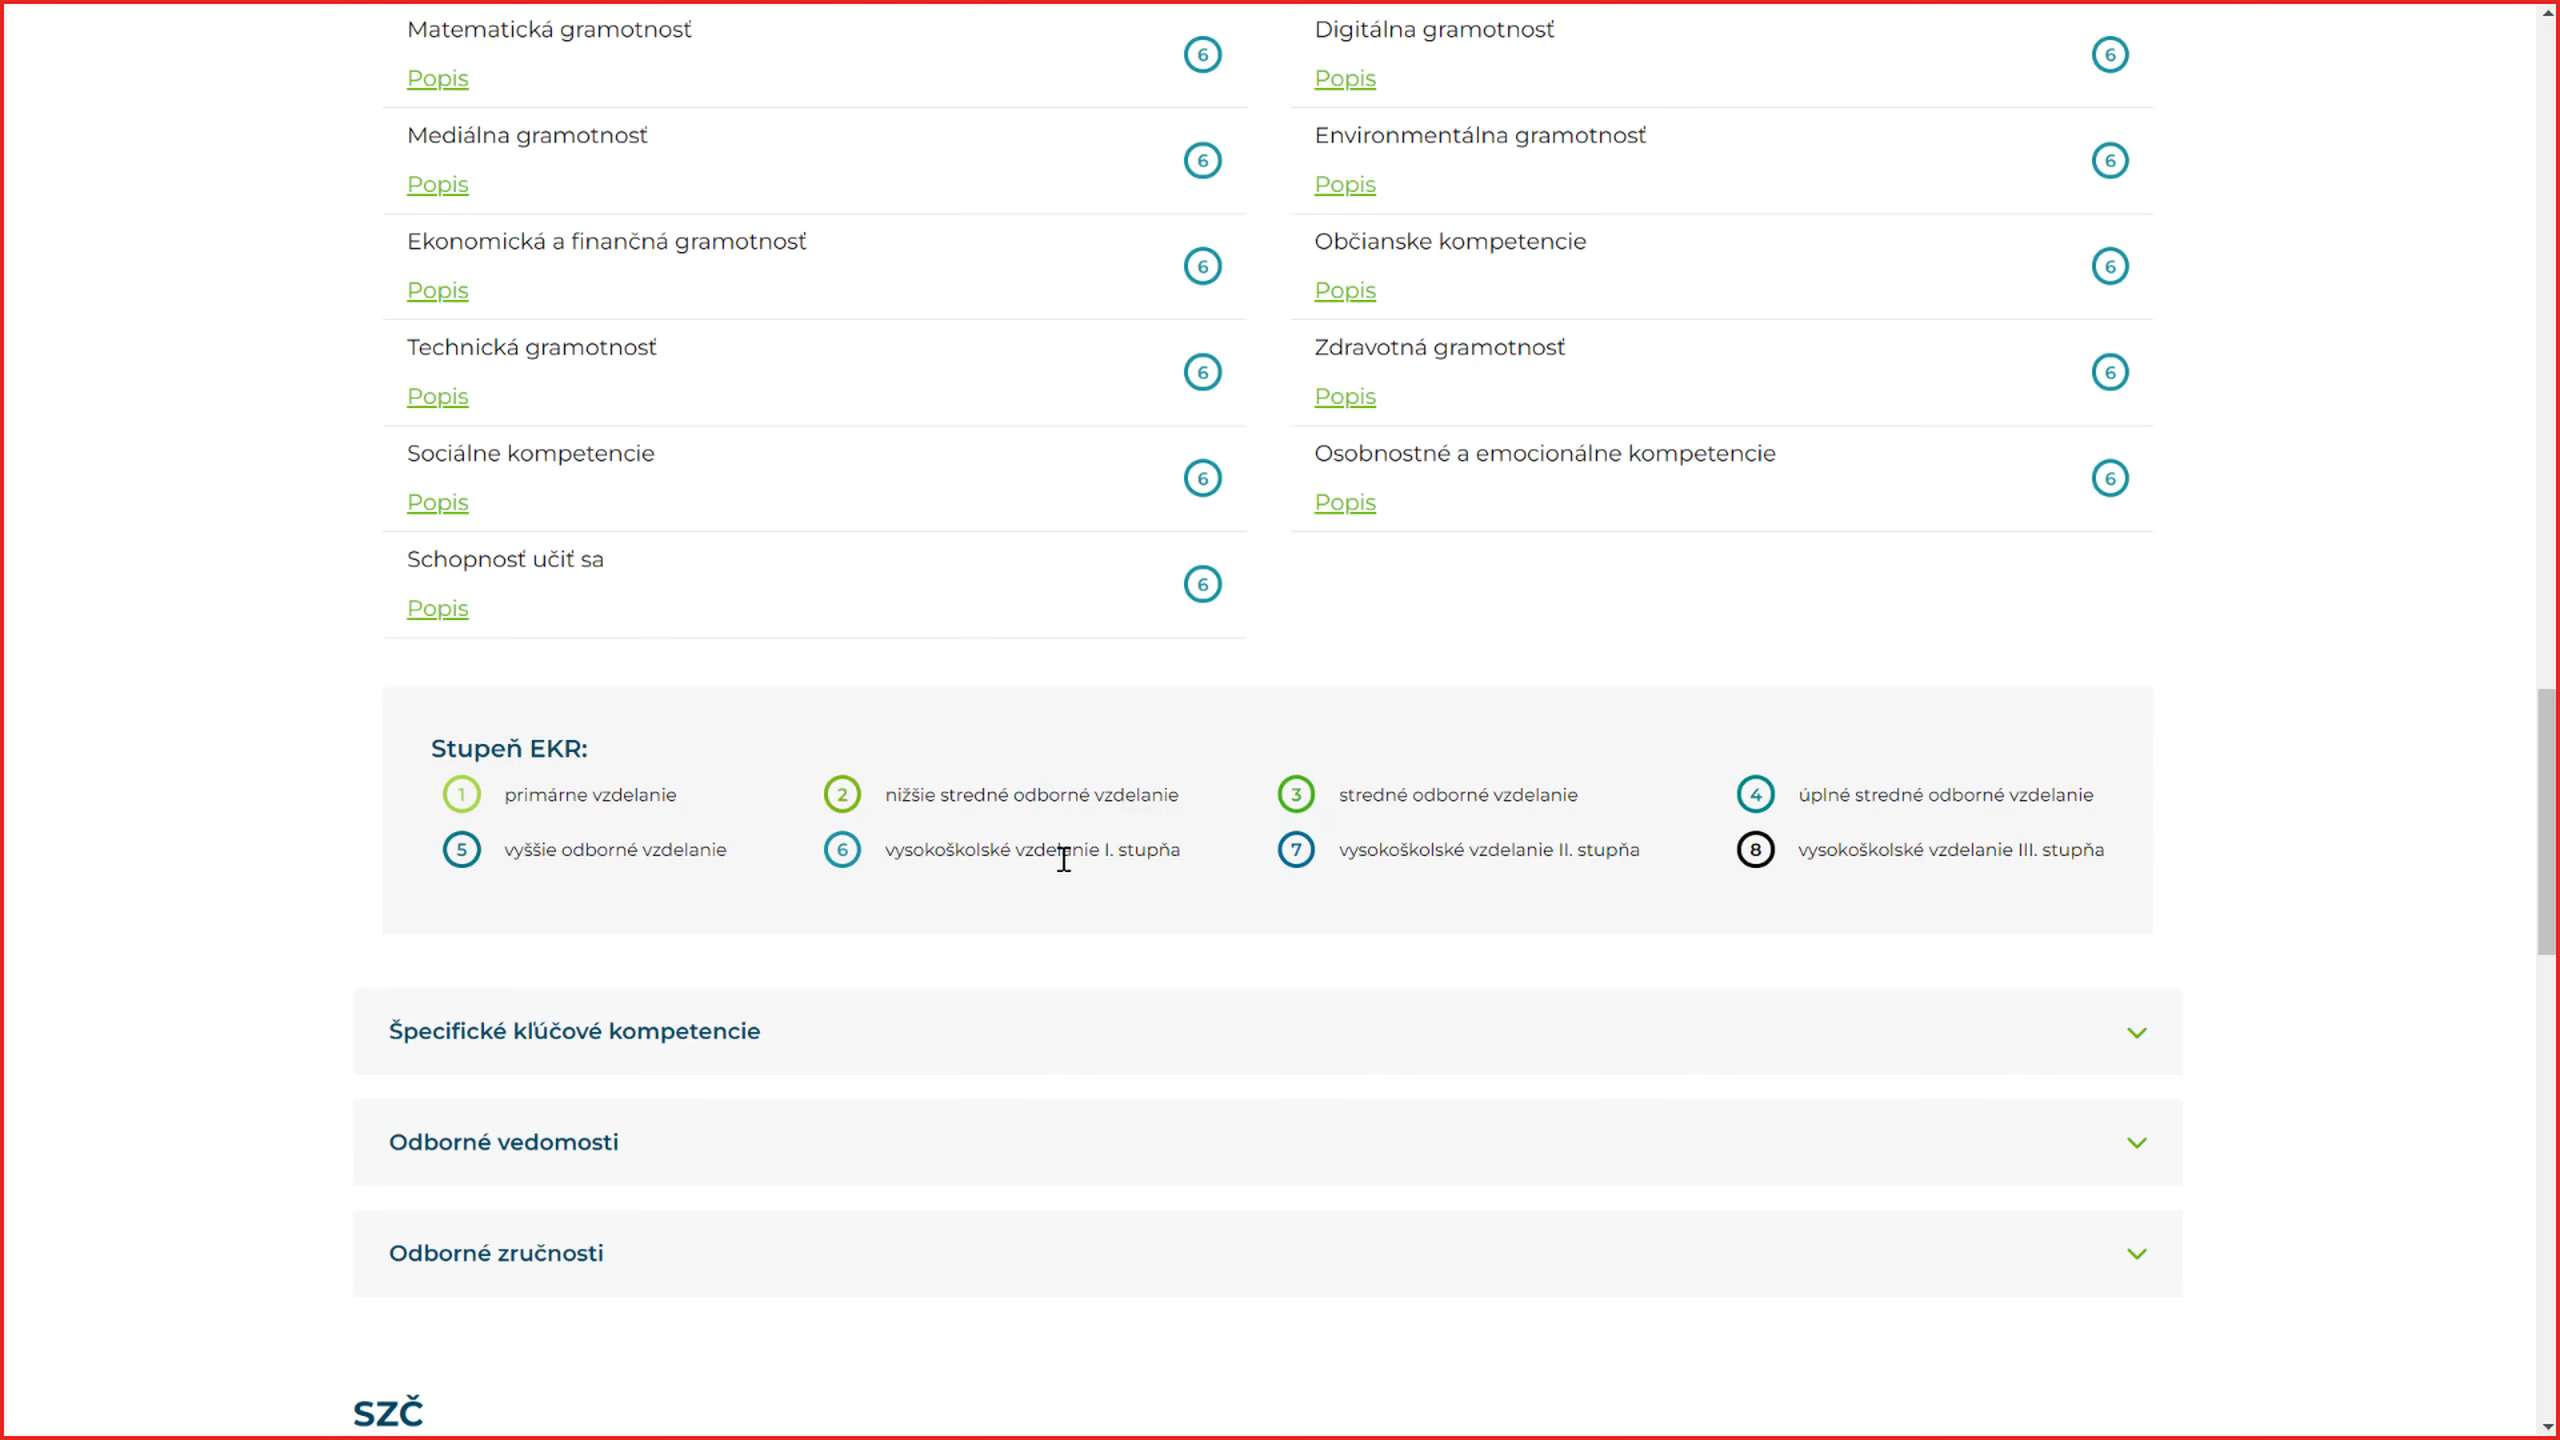 Matematická gramotnosť
6
Popis
Digitálna gramotnosť
6
Popis
Mediálna gramotnosť
6
Popis
Environmentálna gramotnosť
6
Popis
Ekonomická a finančná gramotnosť
6
Popis
Občianske kompetencie
6
Popis
Technická gramotnosť
6
Popis
Zdravotná gramotnosť
6
Popis
Sociálne kompetencie
6
Popis
Osobnostné a emocionálne kompetencie
6
Popis
Schopnosť učiť sa
6
Popis
Stupeň EKR:
1 primárne vzdelanie
2 nižšie stredné odborné vzdelanie
3 stredné odborné vzdelanie
4 úplné stredné odborné vzdelanie
5 vyššie odborné vzdelanie
6 vysokoškolské vzdelanie I. stupňa
7 vysokoškolské vzdelanie II. stupňa
8 vysokoškolské vzdelanie III. stupňa
Špecifické kľúčové kompetencie
Odborné vedomosti
Odborné zručnosti
SZČ